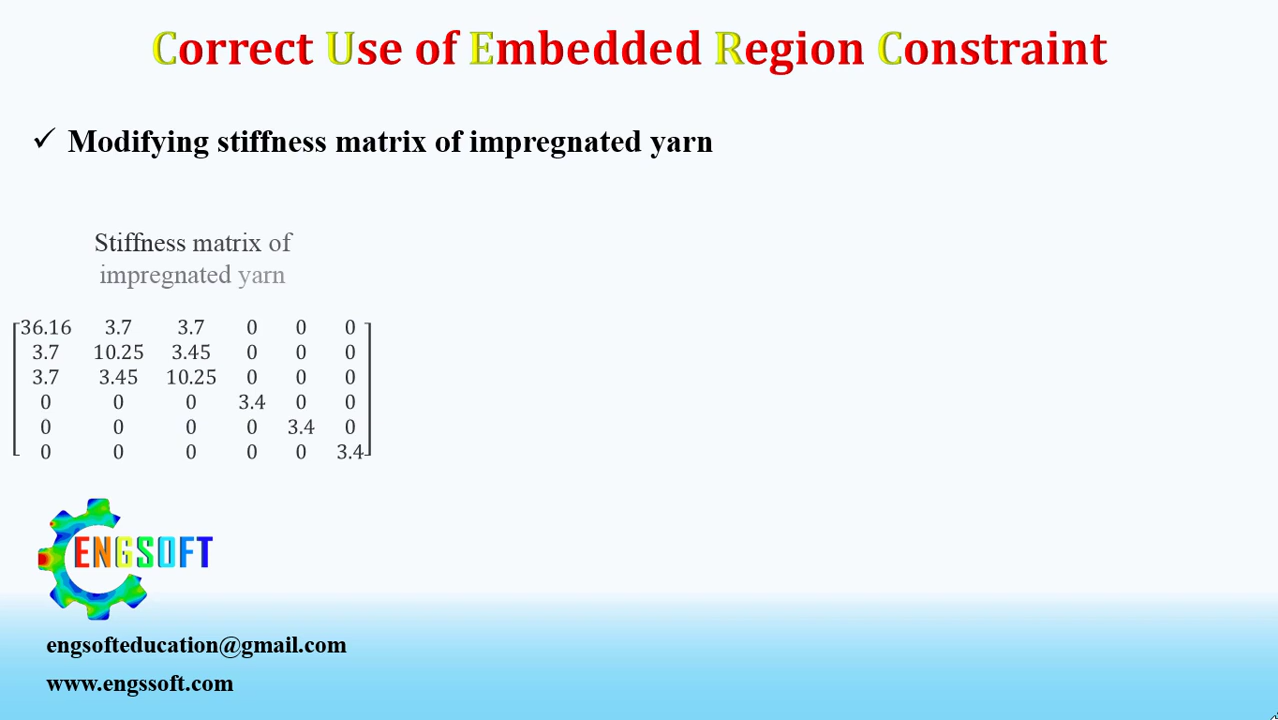 Correct Use of Embedded Region Constraint
✓ Modifying stiffness matrix of impregnated yarn
Stiffness matrix of
impregnated yarn
36.16 3.7 3.7 0 0 0
3.7 10.25 3.45 0 0 0
3.7 3.45 10.25 0 0 0
0 0 0 3.4 0 0
0 0 0 0 3.4 0
0 0 0 0 0 3.4
ENGSOFT
engsofteducation@gmail.com
www.engssoft.com